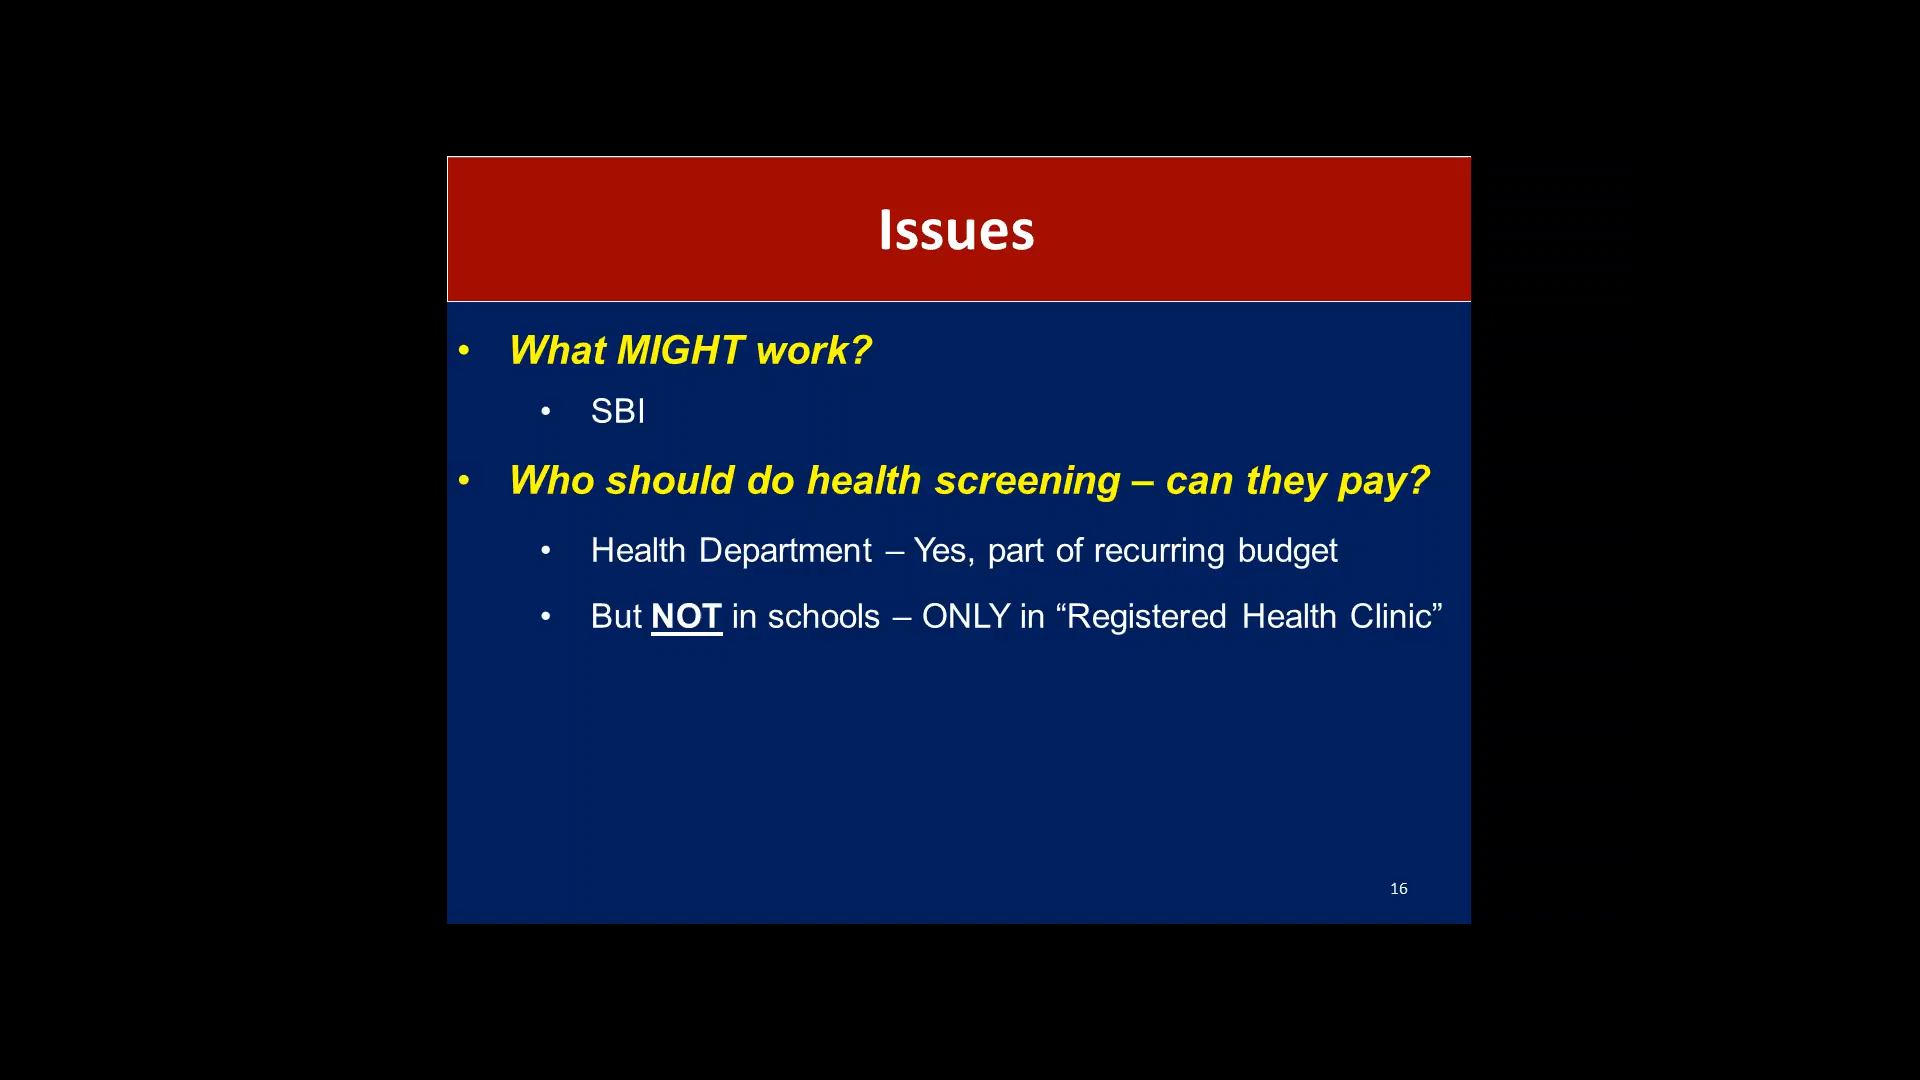 Issues
• What MIGHT work?
• SBI
• Who should do health screening – can they pay?
• Health Department – Yes, part of recurring budget
• But NOT in schools – ONLY in “Registered Health Clinic”
16